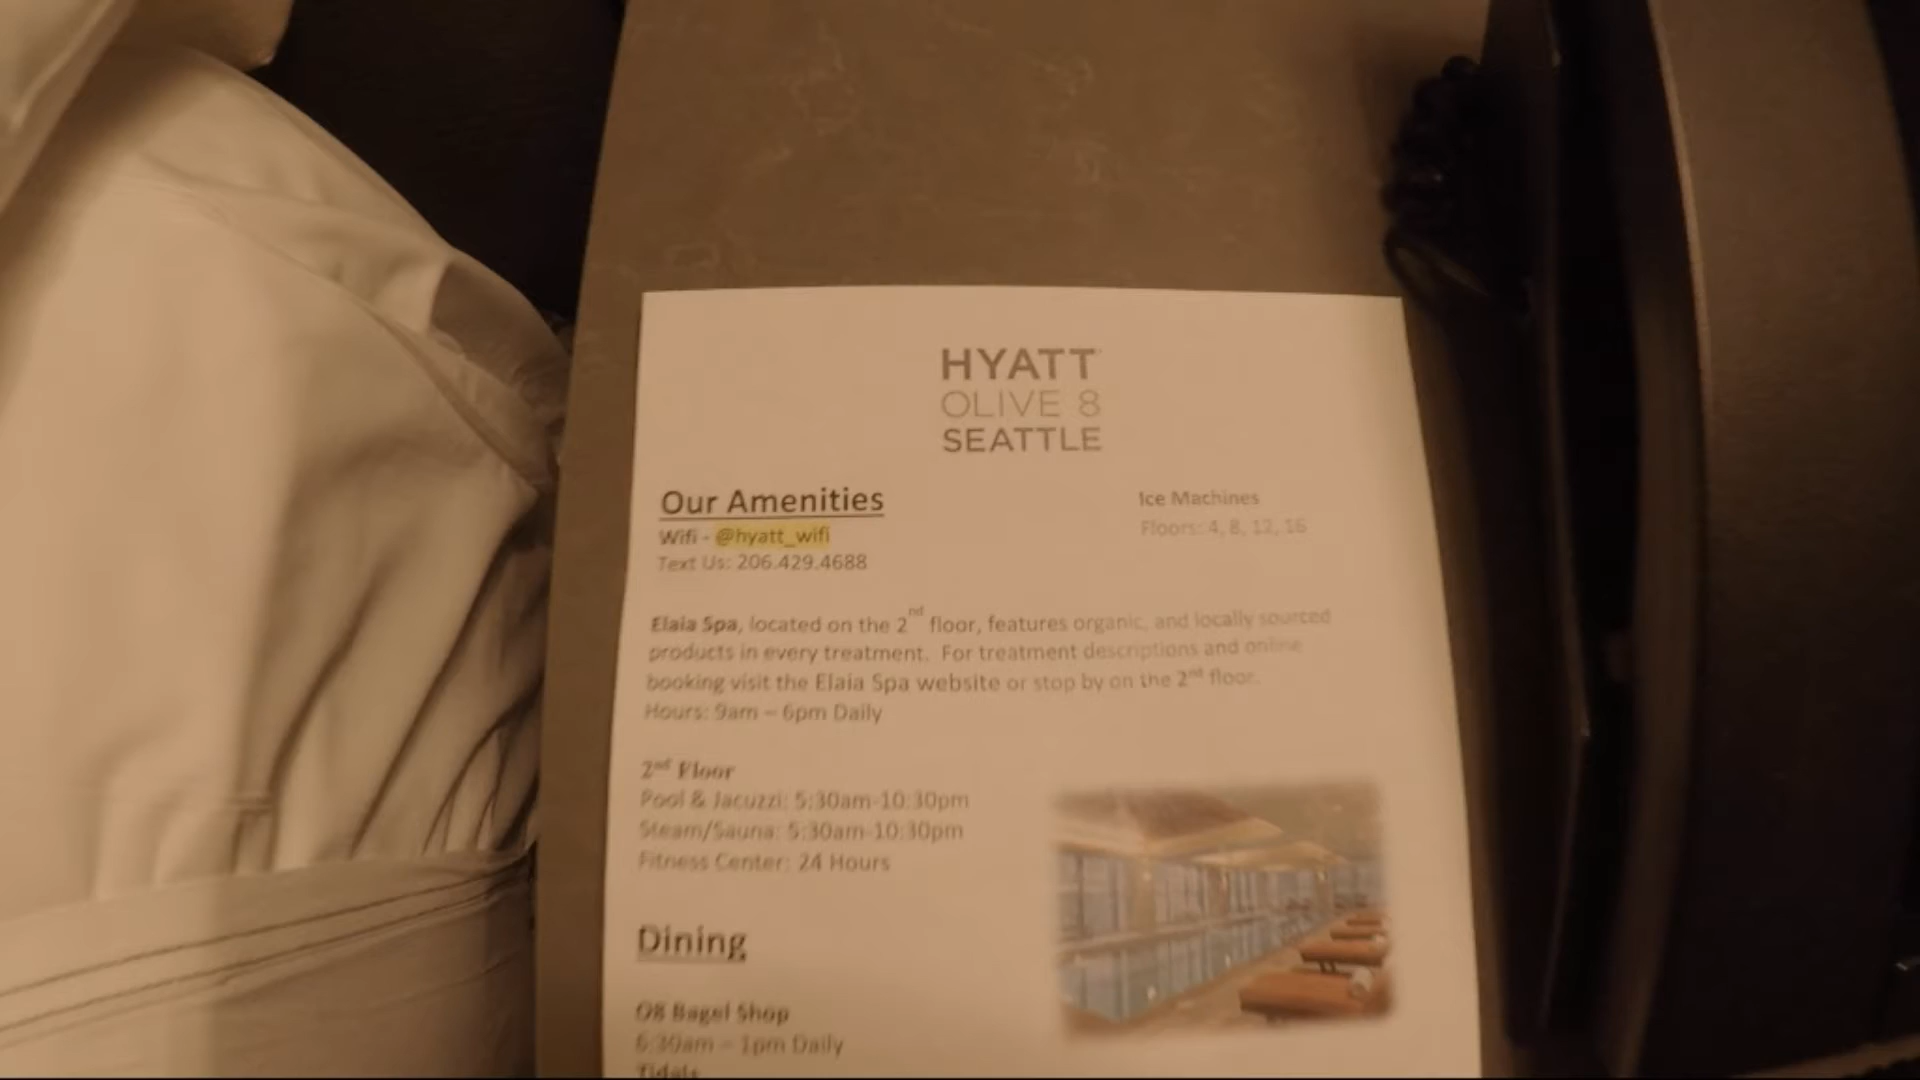 HYATT
OLIVE 8
SEATTLE
Our Amenities
Wifi - @hyatt_wifi
Text Us: 206.429.4688
Ice Machines
Floors: 4, 8, 12, 16
Elaia Spa, located on the 2nd floor, features organic, and locally sourced
products in every treatment. For treatment descriptions and online
booking visit the Elaia Spa website or stop by on the 2nd floor.
Hours: 9am – 6pm Daily
2nd Floor
Pool & Jacuzzi: 5:30am-10:30pm
Steam/Sauna: 5:30am-10:30pm
Fitness Center: 24 Hours
Dining
O8 Bagel Shop
6:30am – 1pm Daily
Tidals